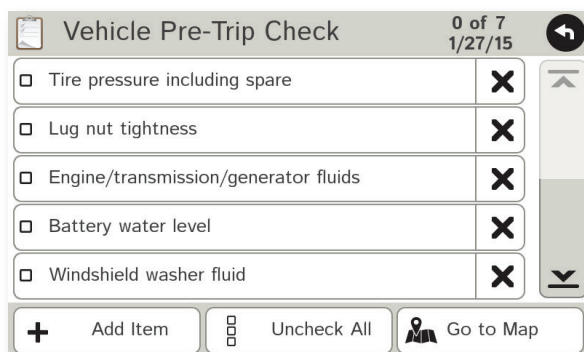 Vehicle Pre-Trip Check
0 of 7
1/27/15
Tire pressure including spare
Lug nut tightness
Engine/transmission/generator fluids
Battery water level
Windshield washer fluid
Add Item
Uncheck All
Go to Map